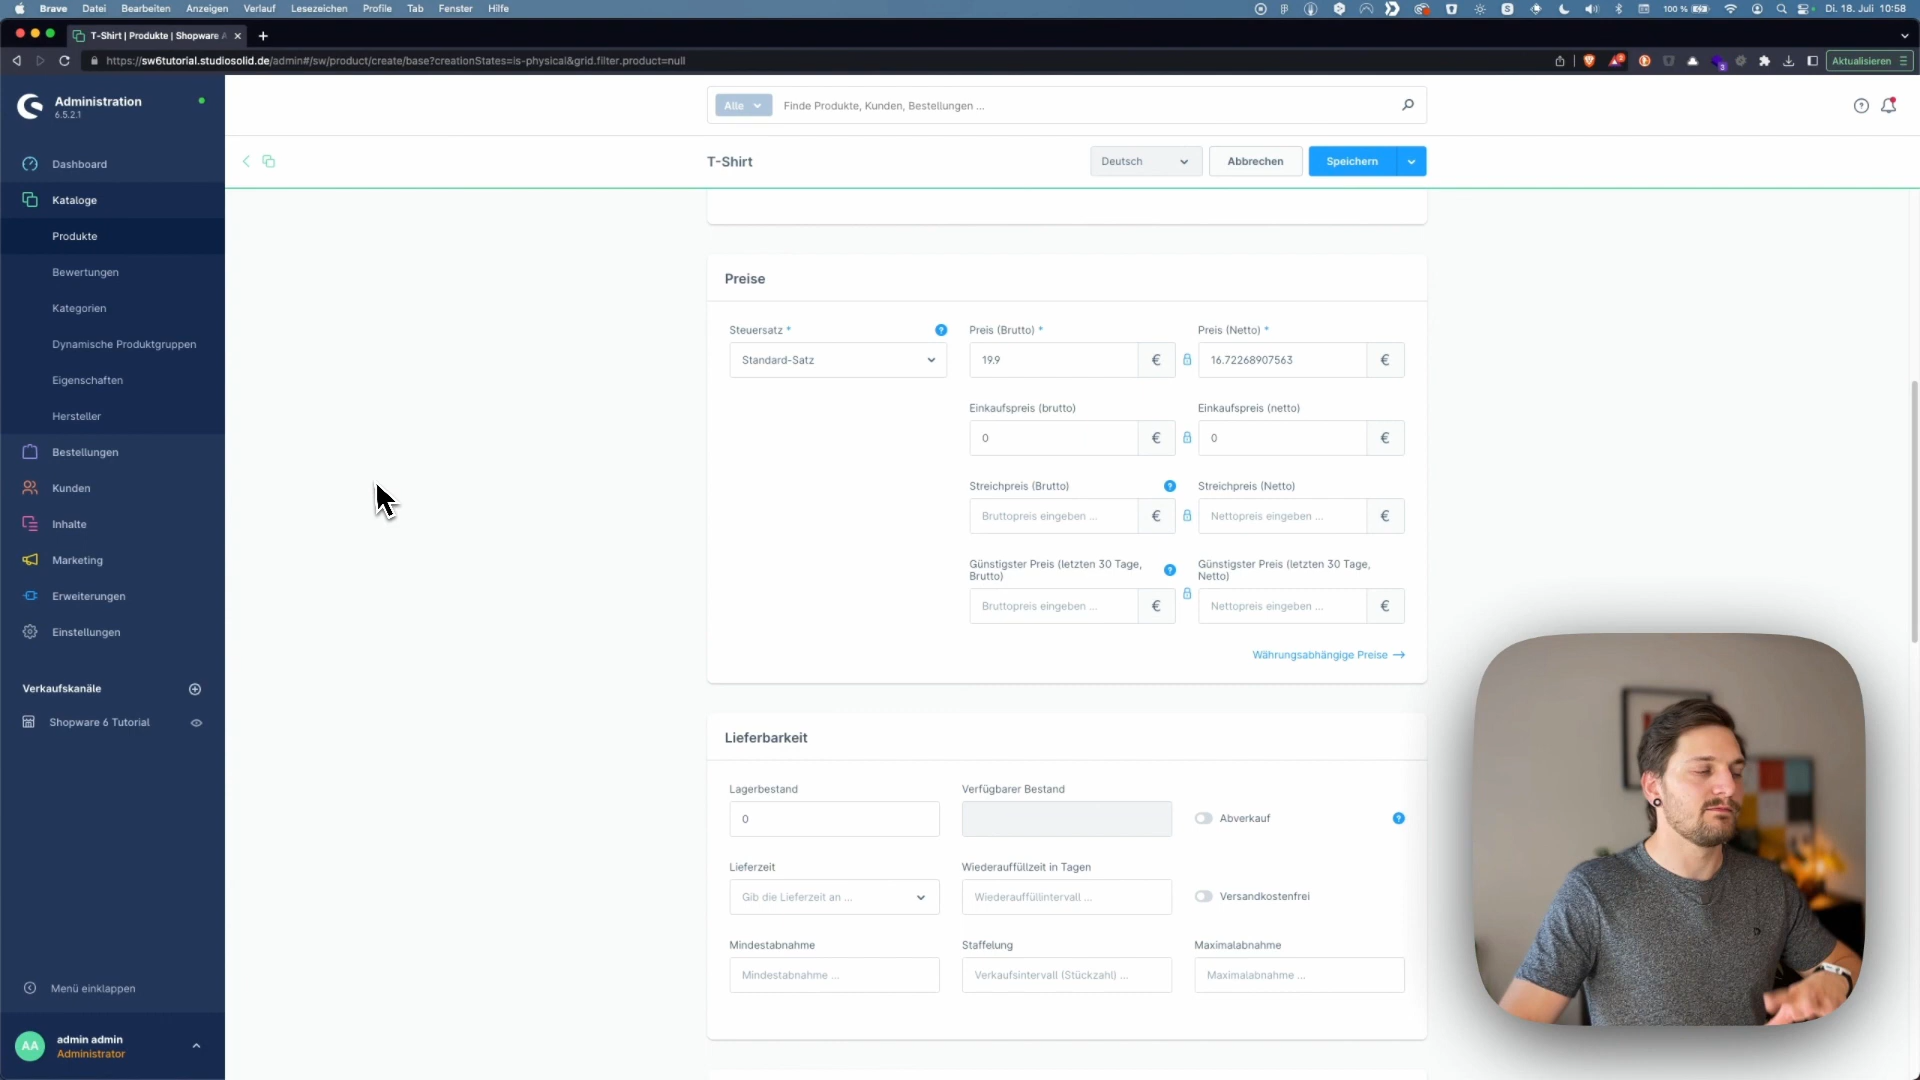 Brave Datei Bearbeiten Anzeigen Verlauf Lesezeichen Profile Tab Fenster Hilfe
100 % Di. 18. Juli 10:58
T-Shirt | Produkte | Shopware A
https://sw6tutorial.studiosolid.de/admin#/sw/product/create/base?creationStates=is-physical&grid.filter.product=null
Aktualisieren
Administration
6.5.2.1
Alle
Finde Produkte, Kunden, Bestellungen ...
T-Shirt
Deutsch
Abbrechen
Speichern
Dashboard
Kataloge
Produkte
Bewertungen
Kategorien
Dynamische Produktgruppen
Eigenschaften
Hersteller
Bestellungen
Kunden
Inhalte
Marketing
Erweiterungen
Einstellungen
Verkaufskanäle
Shopware 6 Tutorial
Menü einklappen
AA
admin admin
Administrator
Preise
Steuersatz *
Preis (Brutto) *
Preis (Netto) *
Standard-Satz
19.9 €
16.72268907563 €
Einkaufspreis (brutto)
Einkaufspreis (netto)
0 €
0 €
Streichpreis (Brutto)
Streichpreis (Netto)
Bruttopreis eingeben ... €
Nettopreis eingeben ... €
Günstigster Preis (letzten 30 Tage,
Brutto)
Günstigster Preis (letzten 30 Tage,
Netto)
Bruttopreis eingeben ... €
Nettopreis eingeben ... €
Währungsabhängige Preise →
Lieferbarkeit
Lagerbestand
Verfügbarer Bestand
0
Abverkauf
Lieferzeit
Wiederauffüllzeit in Tagen
Gib die Lieferzeit an ...
Wiederauffüllintervall ...
Versandkostenfrei
Mindestabnahme
Staffelung
Maximalabnahme
Mindestabnahme ...
Verkaufsintervall (Stückzahl) ...
Maximalabnahme ...